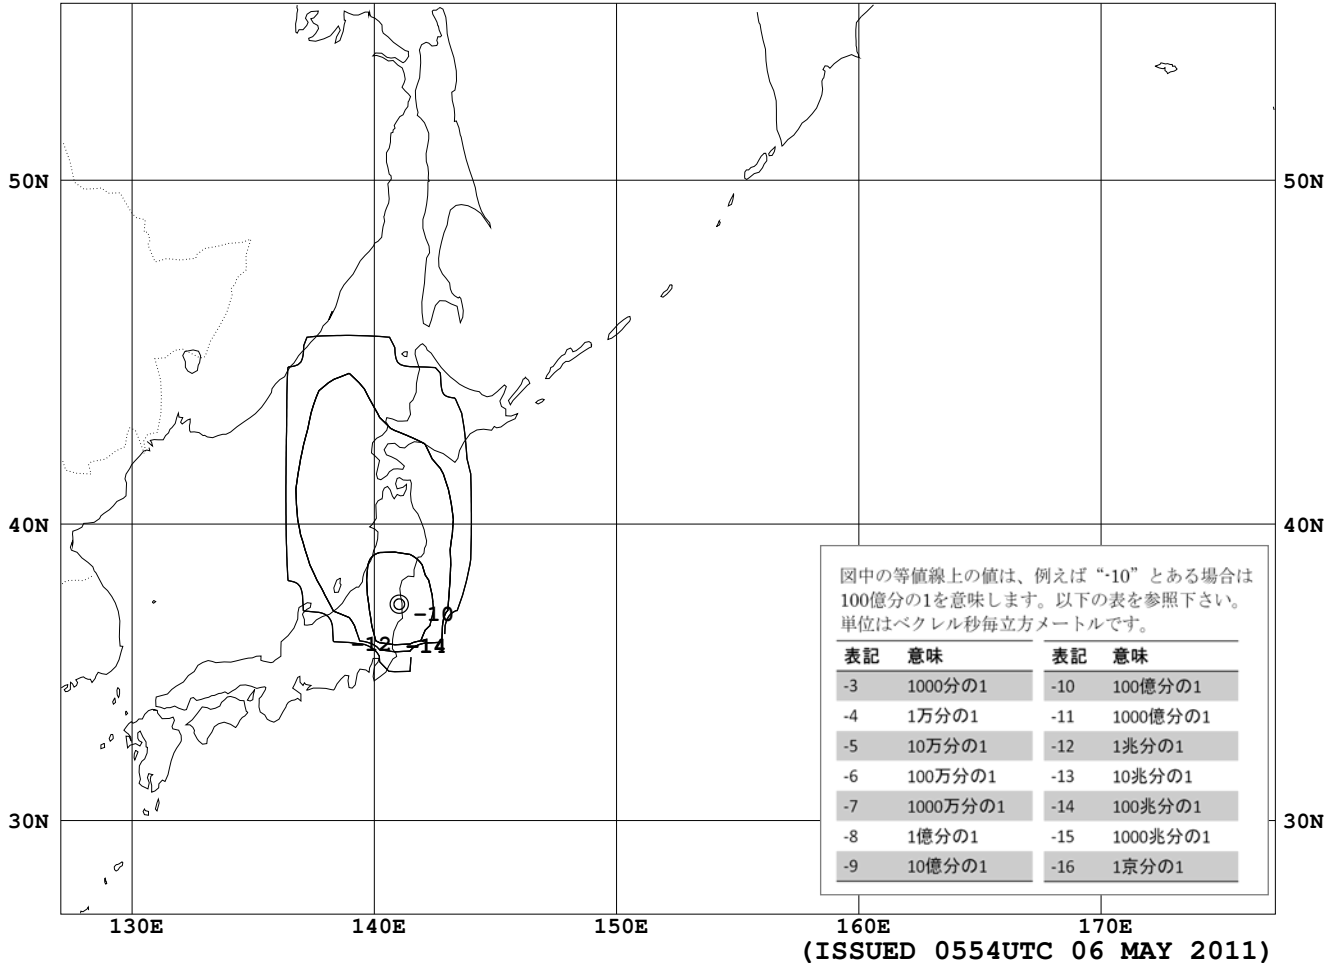 50N 50N
40N 40N
図中の等値線上の値は、例えば“-10”とある場合は
100億分の1を意味します。以下の表を参照下さい。
単位はベクレル秒毎立方メートルです。
-10
-12 -14
表記 意味 表記 意味
-3 1000分の1 -10 100億分の1
-4 1万分の1 -11 1000億分の1
-5 10万分の1 -12 1兆分の1
-6 100万分の1 -13 10兆分の1
-7 1000万分の1 -14 100兆分の1
30N 30N
-8 1億分の1 -15 1000兆分の1
-9 10億分の1 -16 1京分の1
130E 140E 150E 160E 170E
(ISSUED 0554UTC 06 MAY 2011)